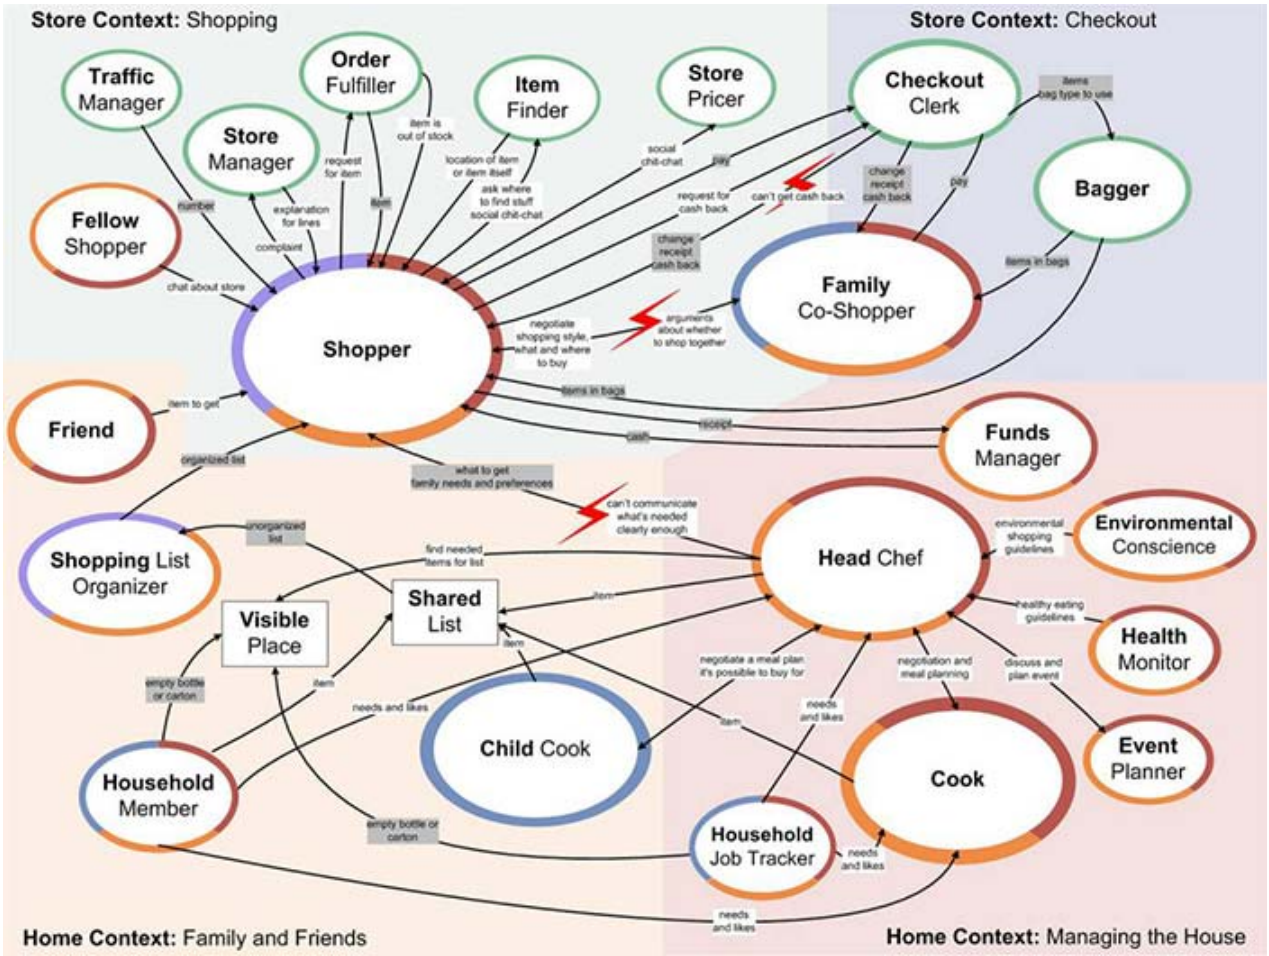 Store Context: Shopping
Store Context: Checkout
Traffic
Manager
Order
Fulfiller
Item
Finder
Store
Pricer
Checkout
Clerk
items
bag type to use
Store
Manager
item is
out of stock
request
for item
location of item
or item itself
social
chit-chat
pay
change
receipt
cash back
pay
Bagger
Fellow
Shopper
number
explanation
for lines
item
ask where
to find stuff
social chit-chat
request for
cash back
can't get cash back
complaint
chat about store
change
receipt
cash back
Family
Co-Shopper
items in bags
Shopper
negotiate
shopping style,
what and where
to buy
arguments
about whether
to shop together
Friend
item to get
items in bags
receipt
cash
Funds
Manager
organized list
what to get
family needs and preferences
can't communicate
what's needed
clearly enough
Shopping List
Organizer
unorganized
list
find needed
items for list
Head Chef
environmental
shopping
guidelines
Environmental
Conscience
Visible
Place
Shared
List
item
item
healthy eating
guidelines
Health
Monitor
empty bottle
or carton
item
needs and likes
negotiate a meal plan
it's possible to buy for
negotiation and
meal planning
discuss and
plan event
needs
and likes
item
Child Cook
Event
Planner
Household
Member
Cook
empty bottle or
carton
Household
Job Tracker
needs
and likes
needs
and likes
Home Context: Family and Friends
Home Context: Managing the House